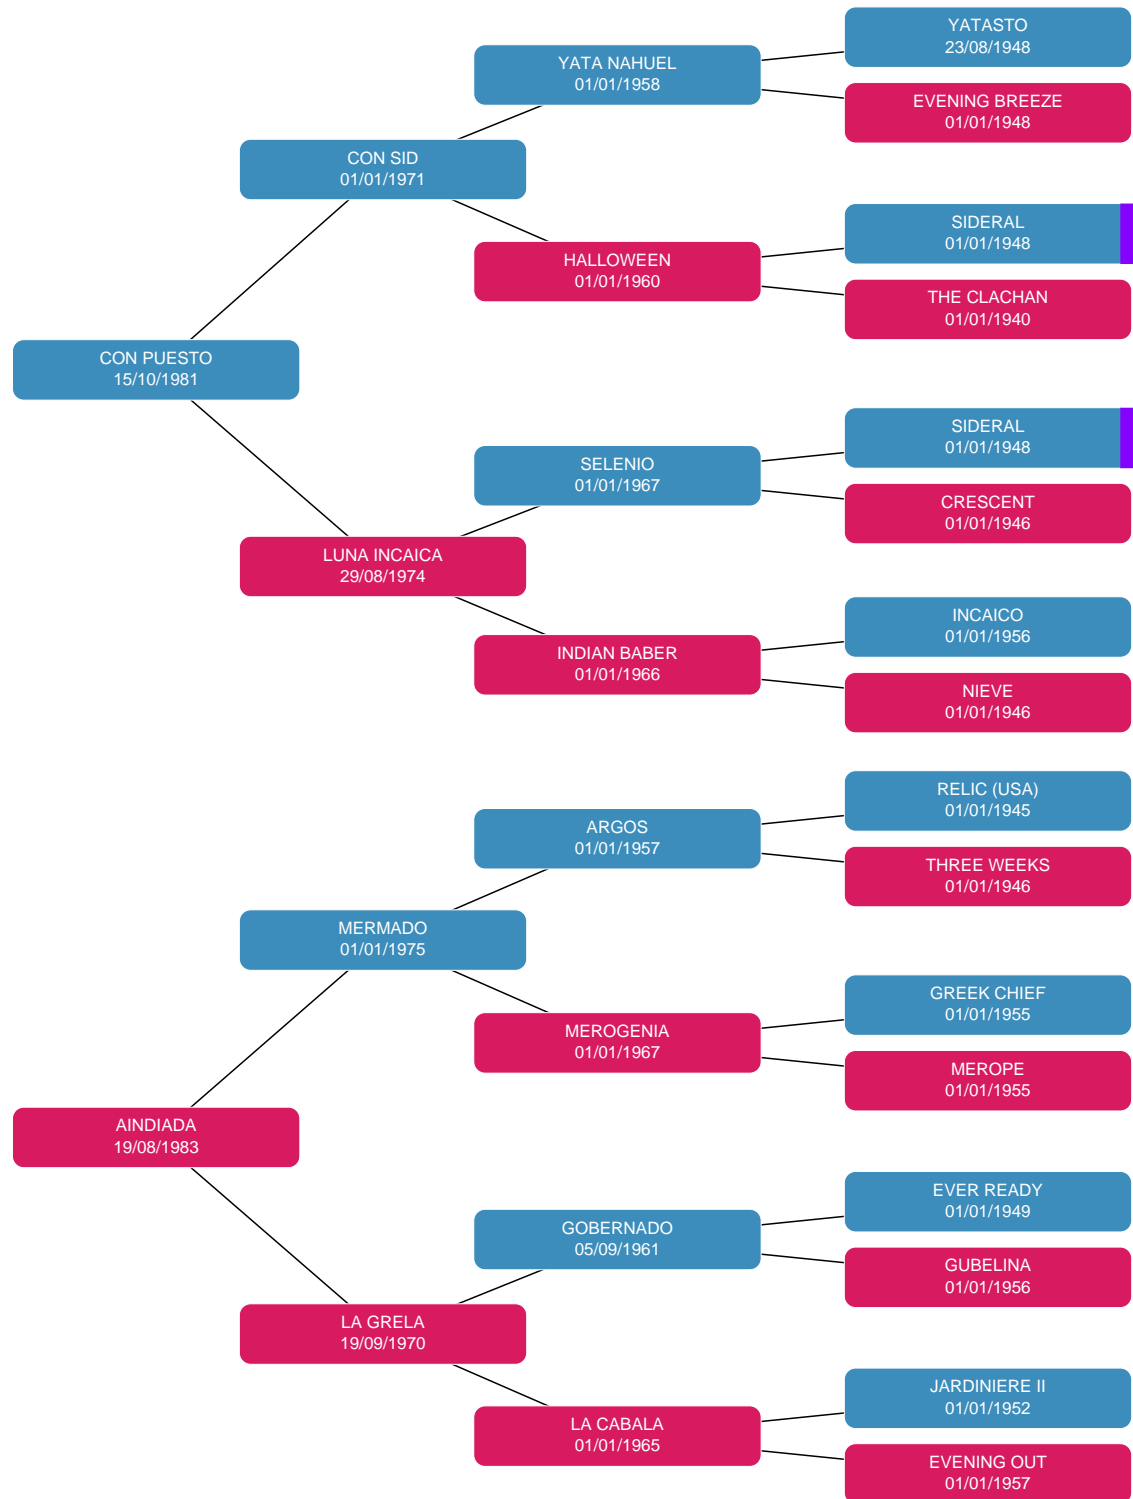 YATASTO
23/08/1948
YATA NAHUEL
01/01/1958
EVENING BREEZE
01/01/1948
CON SID
01/01/1971
SIDERAL
01/01/1948
HALLOWEEN
01/01/1960
THE CLACHAN
01/01/1940
CON PUESTO
15/10/1981
SIDERAL
01/01/1948
SELENIO
01/01/1967
CRESCENT
01/01/1946
LUNA INCAICA
29/08/1974
INCAICO
01/01/1956
INDIAN BABER
01/01/1966
NIEVE
01/01/1946
RELIC (USA)
01/01/1945
ARGOS
01/01/1957
THREE WEEKS
01/01/1946
MERMADO
01/01/1975
GREEK CHIEF
01/01/1955
MEROGENIA
01/01/1967
MEROPE
01/01/1955
AINDIADA
19/08/1983
EVER READY
01/01/1949
GOBERNADO
05/09/1961
GUBELINA
01/01/1956
LA GRELA
19/09/1970
JARDINIERE II
01/01/1952
LA CABALA
01/01/1965
EVENING OUT
01/01/1957